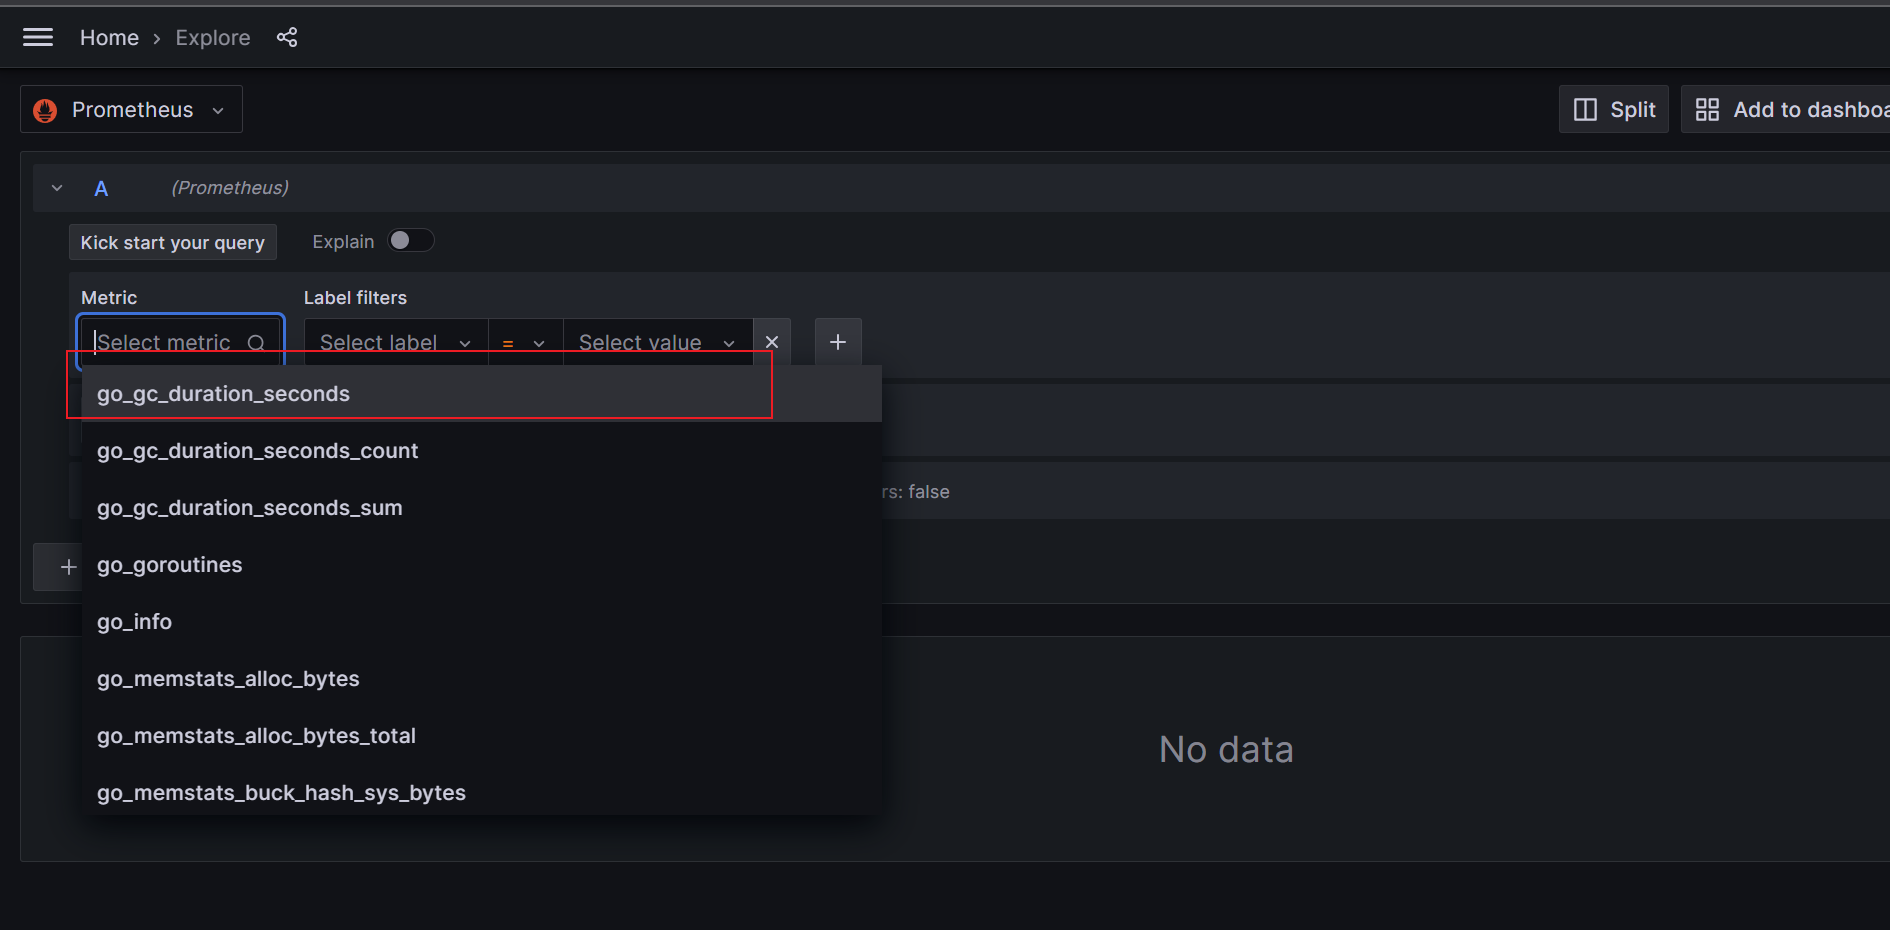 Home › Explore
Prometheus
Split
Add to dashboa
A (Prometheus)
Kick start your query
Explain
Metric
Label filters
Select metric
Select label
=
Select value
go_gc_duration_seconds
go_gc_duration_seconds_count
go_gc_duration_seconds_sum
rs: false
go_goroutines
go_info
go_memstats_alloc_bytes
go_memstats_alloc_bytes_total
No data
go_memstats_buck_hash_sys_bytes